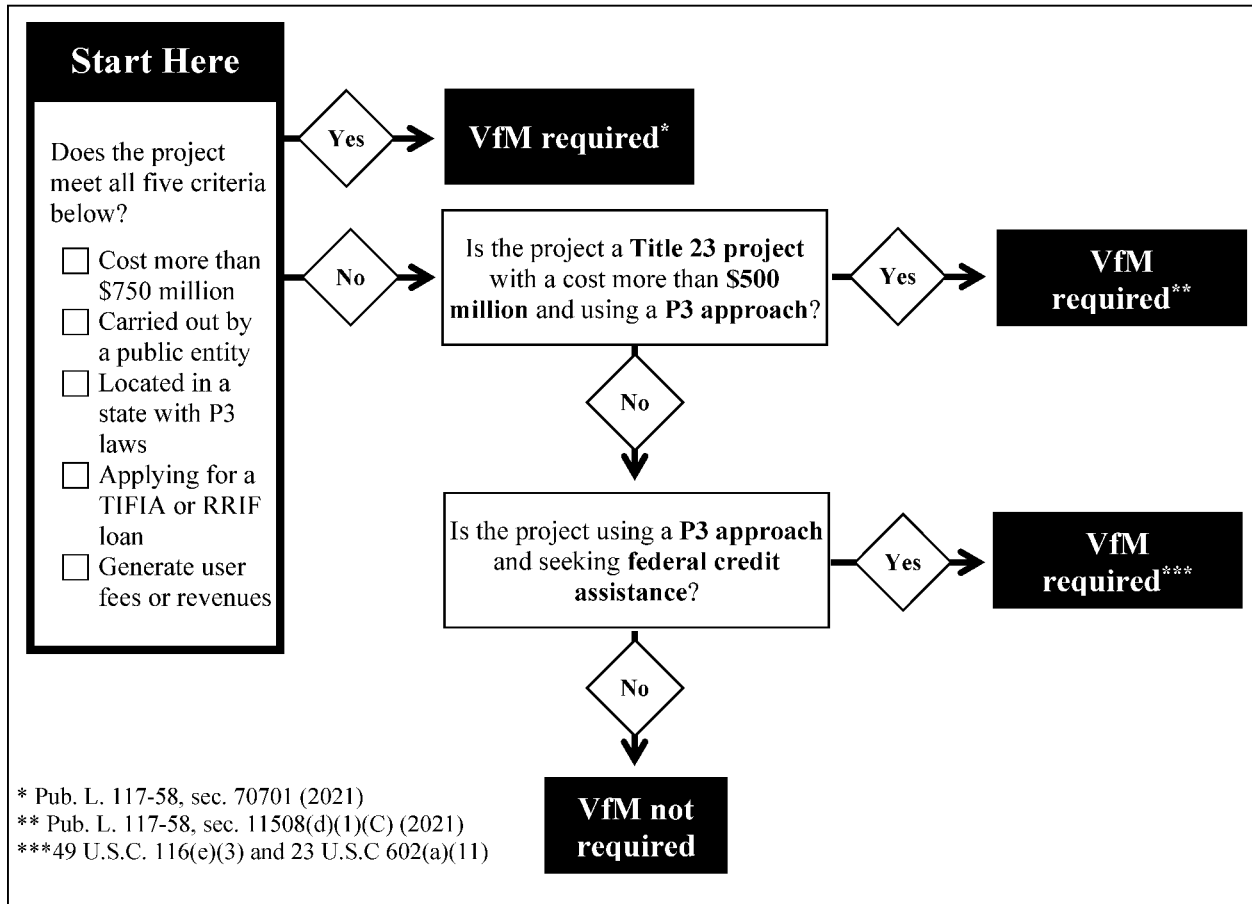 Start Here
Does the project
meet all five criteria
below?
Cost more than
$750 million
Carried out by
a public entity
Located in a
state with P3
laws
Applying for a
TIFIA or RRIF
loan
Generate user
fees or revenues
Yes
VfM required*
No
Is the project a Title 23 project
with a cost more than $500
million and using a P3 approach?
Yes
VfM
required**
No
Is the project using a P3 approach
and seeking federal credit
assistance?
Yes
VfM
required***
No
VfM not
required
* Pub. L. 117-58, sec. 70701 (2021)
** Pub. L. 117-58, sec. 11508(d)(1)(C) (2021)
***49 U.S.C. 116(e)(3) and 23 U.S.C 602(a)(11)